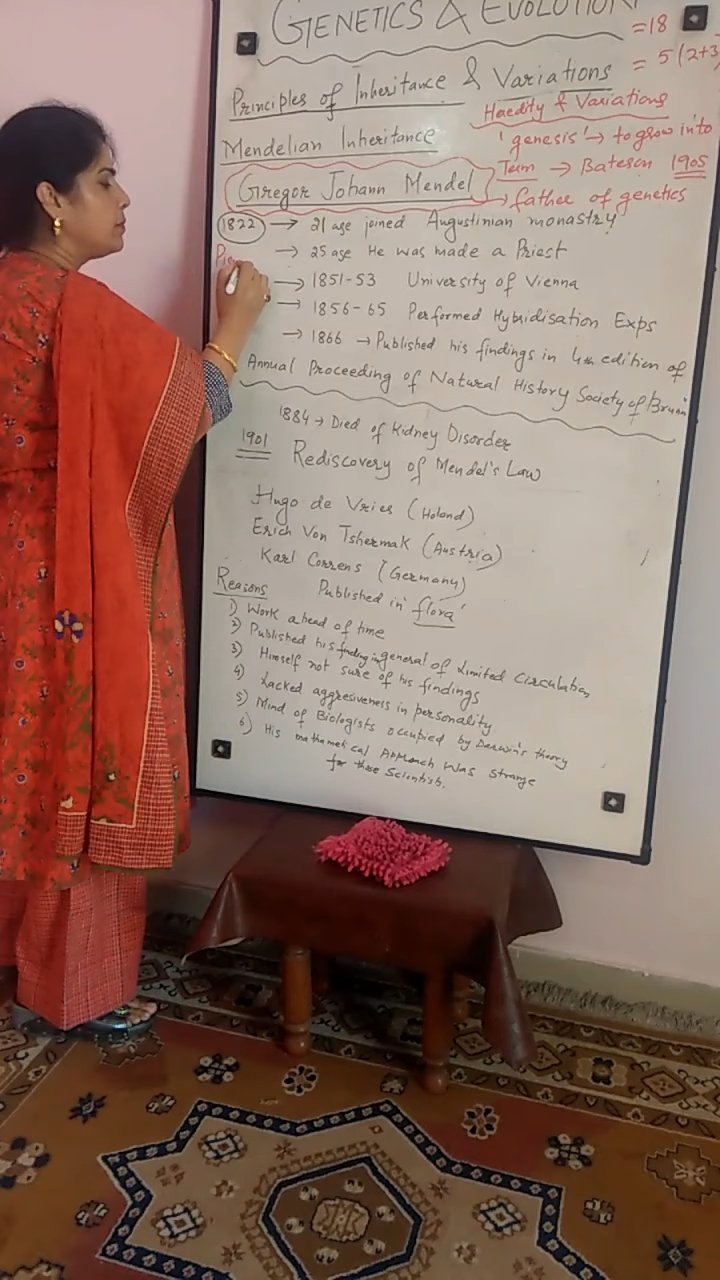 GENETICS & EVOLUTION
=18
= 5 (2+3
Principles of Inheritance & Variations
Haedity & Variations
Mendelian Inheritance
'genesis' → to grow into
Term → Bateson 1905
Gregor Johann Mendel
→ father of genetics
1822 → 21 age joined Augustinian monastry
→ 25 age He was made a Priest
→ 1851-53 University of Vienna
→ 1856-65 Performed Hybridisation Exps
→ 1866 → Published his findings in 4th edition of
Annual Proceeding of Natural History Society of Brunn
1884 → Died of Kidney Disorder
1901 Rediscovery of Mendel's Law
Hugo de Vries (Holand)
Erich Von Tshermak (Austria)
Karl Correns (Germany)
Published in 'flora'
Reasons
1) Work ahead of time
2) Published his finding in general of Limited Circulation
3) Himself not sure of his findings
4) Lacked aggresiveness in personality
5) Mind of Biologists occupied by Darwin's theory
6) His mathematical Approach was strange
for those Scientists.